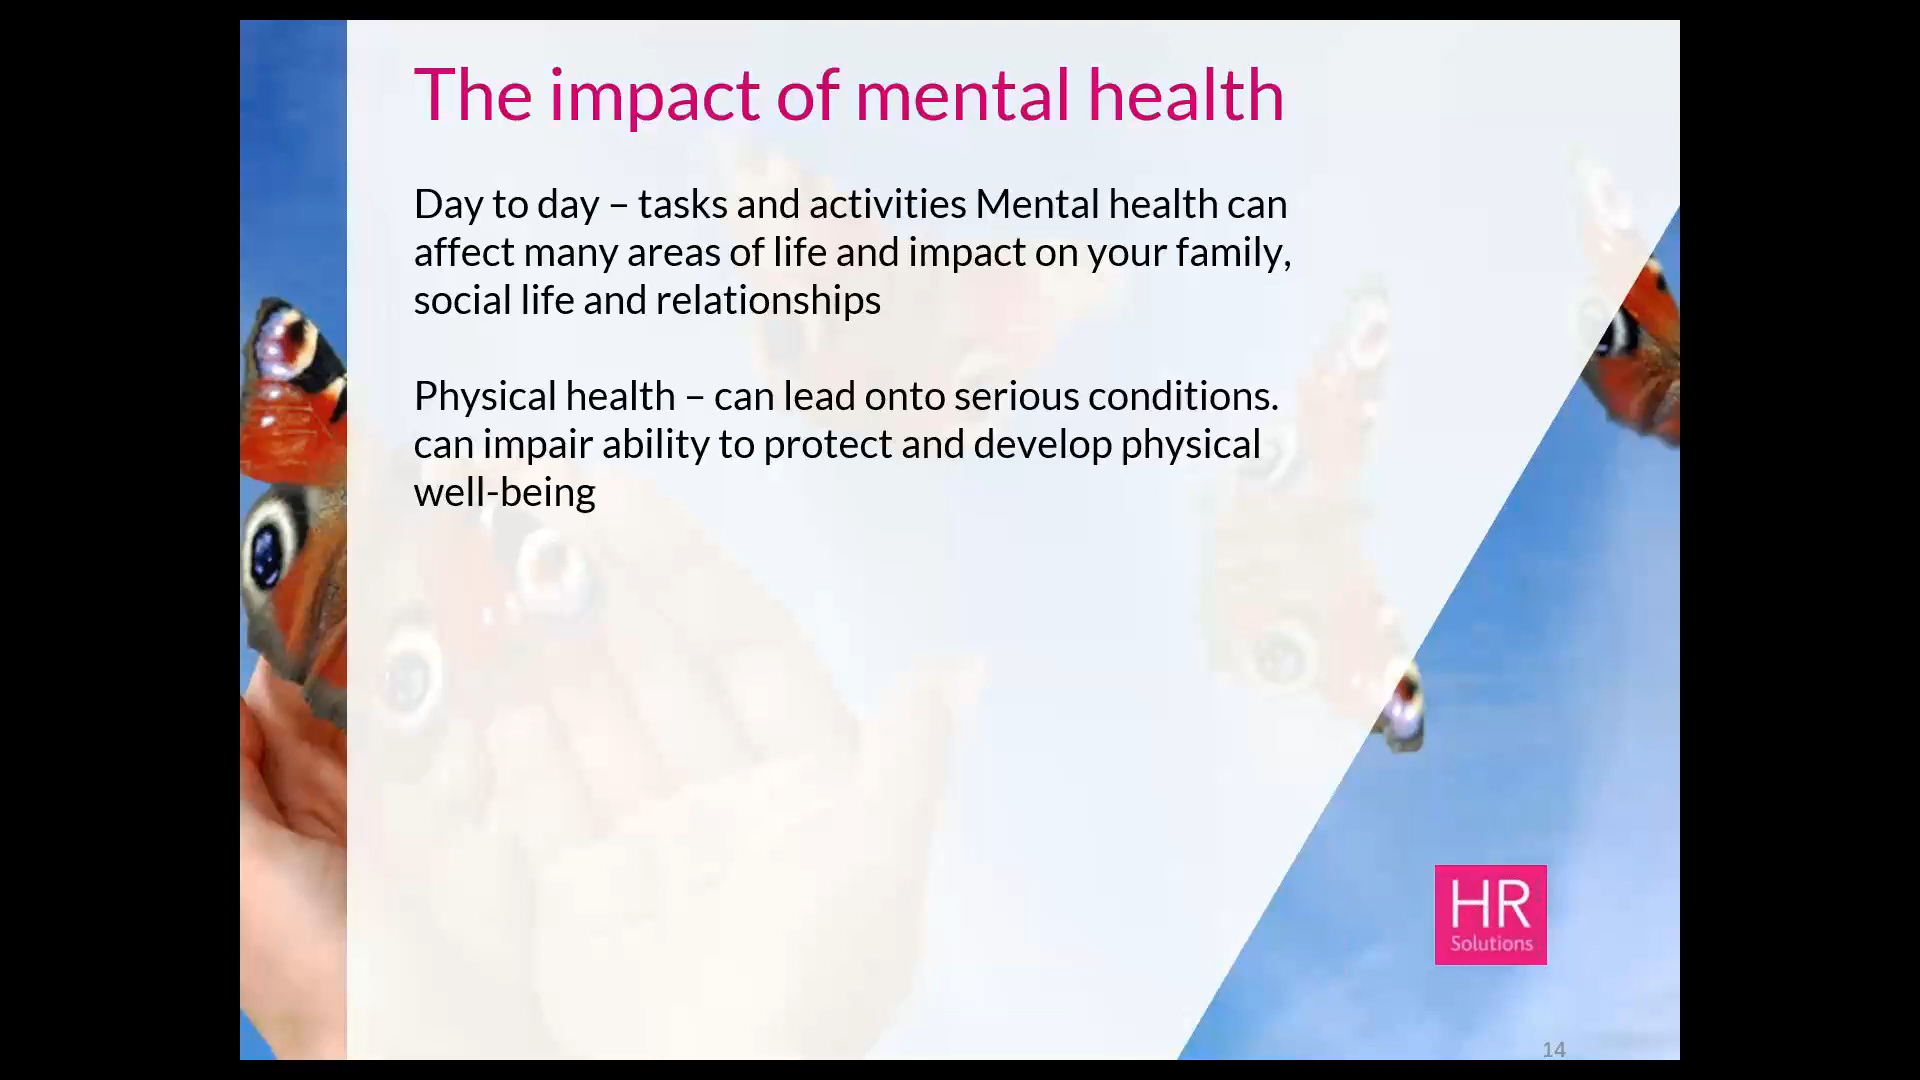 The impact of mental health
Day to day – tasks and activities Mental health can
affect many areas of life and impact on your family,
social life and relationships
Physical health – can lead onto serious conditions.
can impair ability to protect and develop physical
well-being
HR
Solutions
14